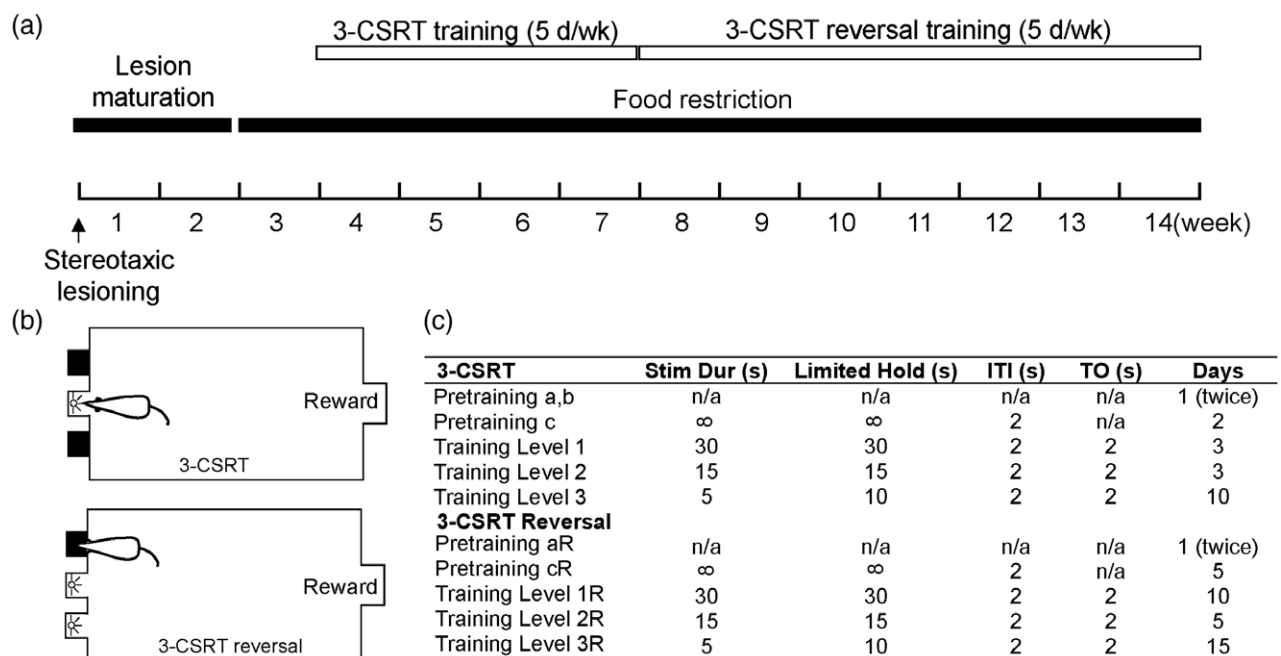 (a)
3-CSRT training (5 d/wk) 3-CSRT reversal training (5 d/wk)
Lesion
maturation
Food restriction
1 2 3 4 5 6 7 8 9 10 11 12 13 14(week)
Stereotaxic
lesioning
(b)
Reward
3-CSRT
Reward
3-CSRT reversal
(c)
3-CSRT Stim Dur (s) Limited Hold (s) ITI (s) TO (s) Days
Pretraining a,b n/a n/a n/a n/a 1 (twice)
Pretraining c ∞ ∞ 2 n/a 2
Training Level 1 30 30 2 2 3
Training Level 2 15 15 2 2 3
Training Level 3 5 10 2 2 10
3-CSRT Reversal
Pretraining aR n/a n/a n/a n/a 1 (twice)
Pretraining cR ∞ ∞ 2 n/a 5
Training Level 1R 30 30 2 2 10
Training Level 2R 15 15 2 2 5
Training Level 3R 5 10 2 2 15